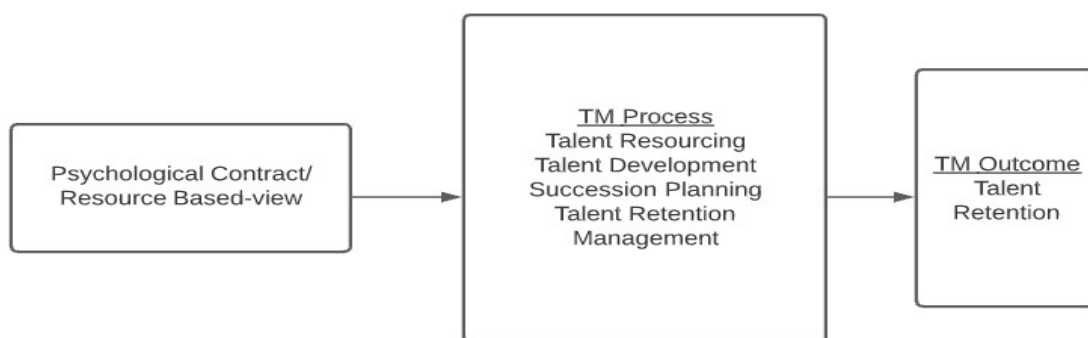 Psychological Contract/
Resource Based-view
TM Process
Talent Resourcing
Talent Development
Succession Planning
Talent Retention
Management
TM Outcome
Talent
Retention